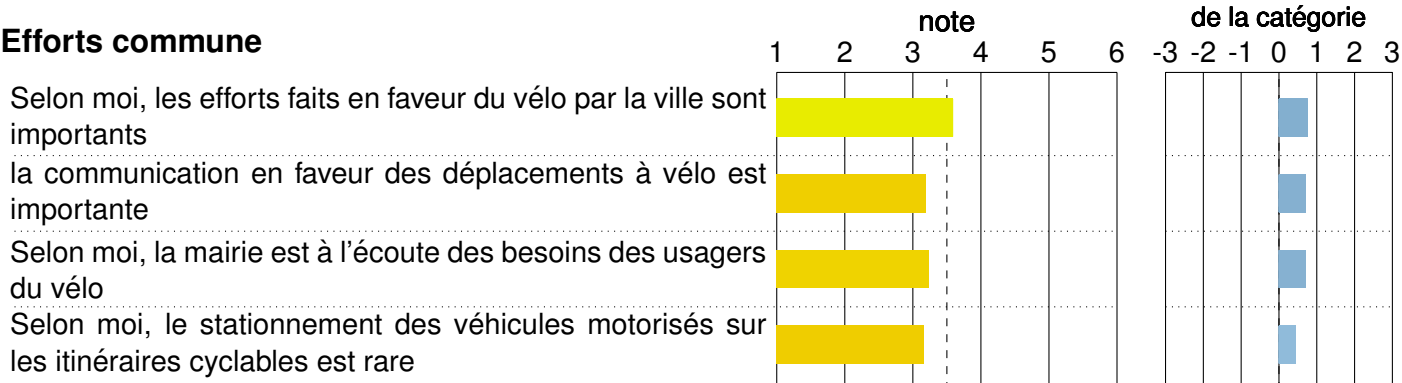 note
de la catégorie
Efforts commune
1 2 3 4 5 6
-3 -2 -1 0 1 2 3
Selon moi, les efforts faits en faveur du vélo par la ville sont
importants
la communication en faveur des déplacements à vélo est
importante
Selon moi, la mairie est à l'écoute des besoins des usagers
du vélo
Selon moi, le stationnement des véhicules motorisés sur
les itinéraires cyclables est rare